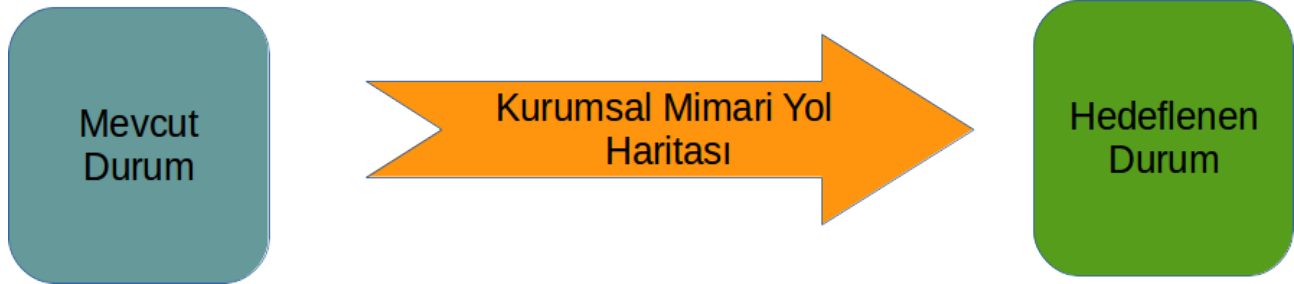 Mevcut
Durum
Kurumsal Mimari Yol
Haritası
Hedeflenen
Durum